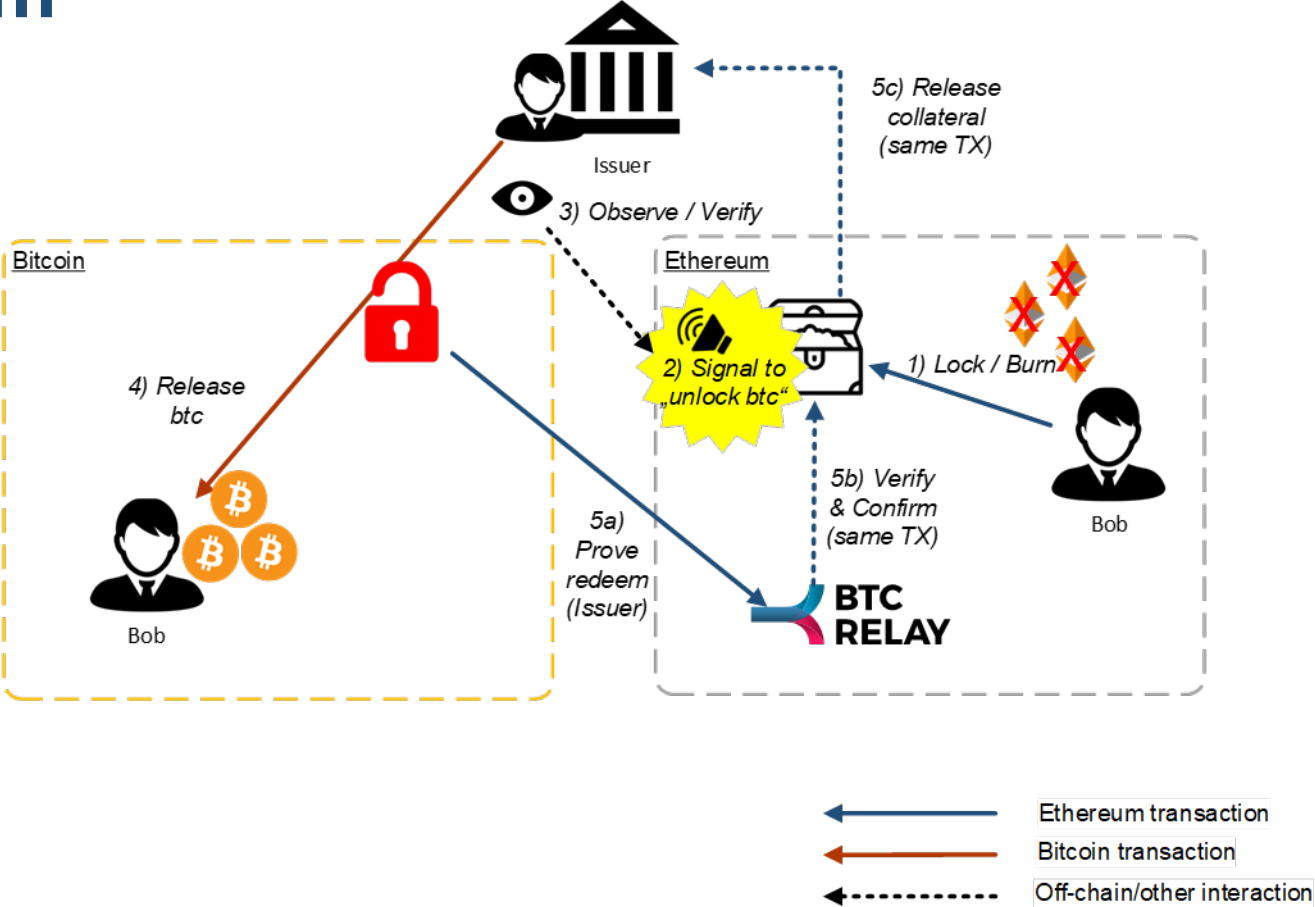 5c) Release
collateral
(same TX)
Issuer
3) Observe / Verify
Bitcoin
Ethereum
1) Lock / Burn
2) Signal to
„unlock btc“
4) Release
btc
5b) Verify
& Confirm
(same TX)
Bob
5a)
Prove
redeem
(Issuer)
BTC
RELAY
Bob
Ethereum transaction
Bitcoin transaction
Off-chain/other interaction